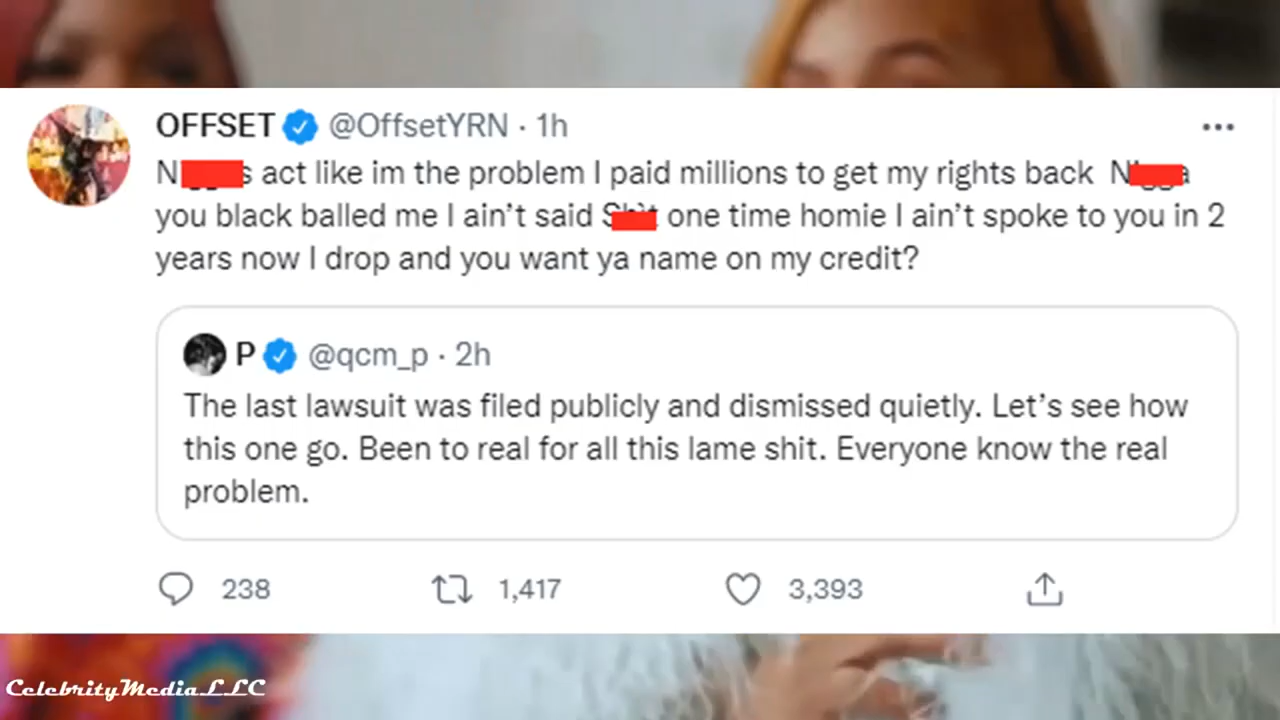 OFFSET @OffsetYRN · 1h
act like im the problem I paid millions to get my rights back
you black balled me I ain't said one time homie I ain't spoke to you in 2
years now I drop and you want ya name on my credit?
P @qcm_p · 2h
The last lawsuit was filed publicly and dismissed quietly. Let's see how
this one go. Been to real for all this lame shit. Everyone know the real
problem.
238 1,417 3,393
CelebrityMediaLLC